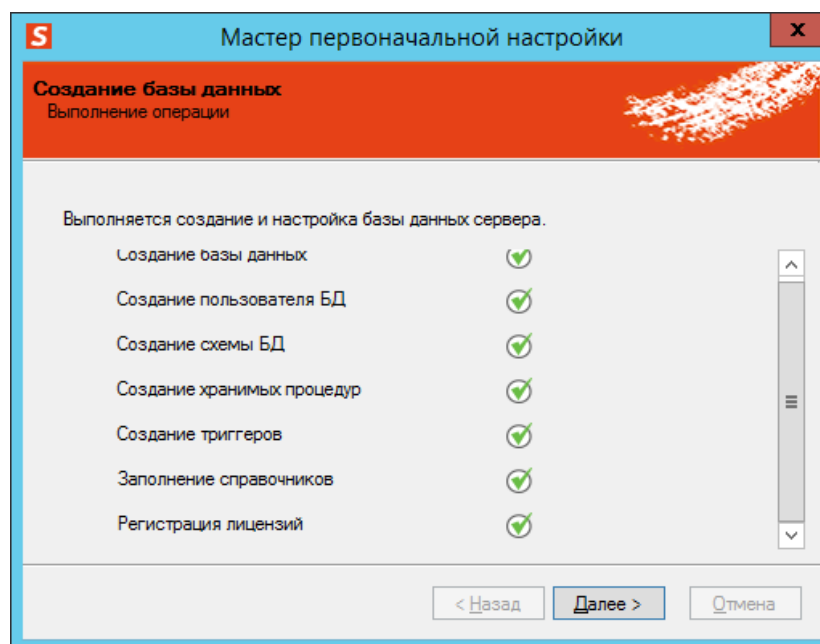 S
Мастер первоначальной настройки
x
Создание базы данных
Выполнение операции
Выполняется создание и настройка базы данных сервера.
Создание базы данных
Создание пользователя БД
Создание схемы БД
Создание хранимых процедур
Создание триггеров
Заполнение справочников
Регистрация лицензий
< Назад
Далее >
Отмена